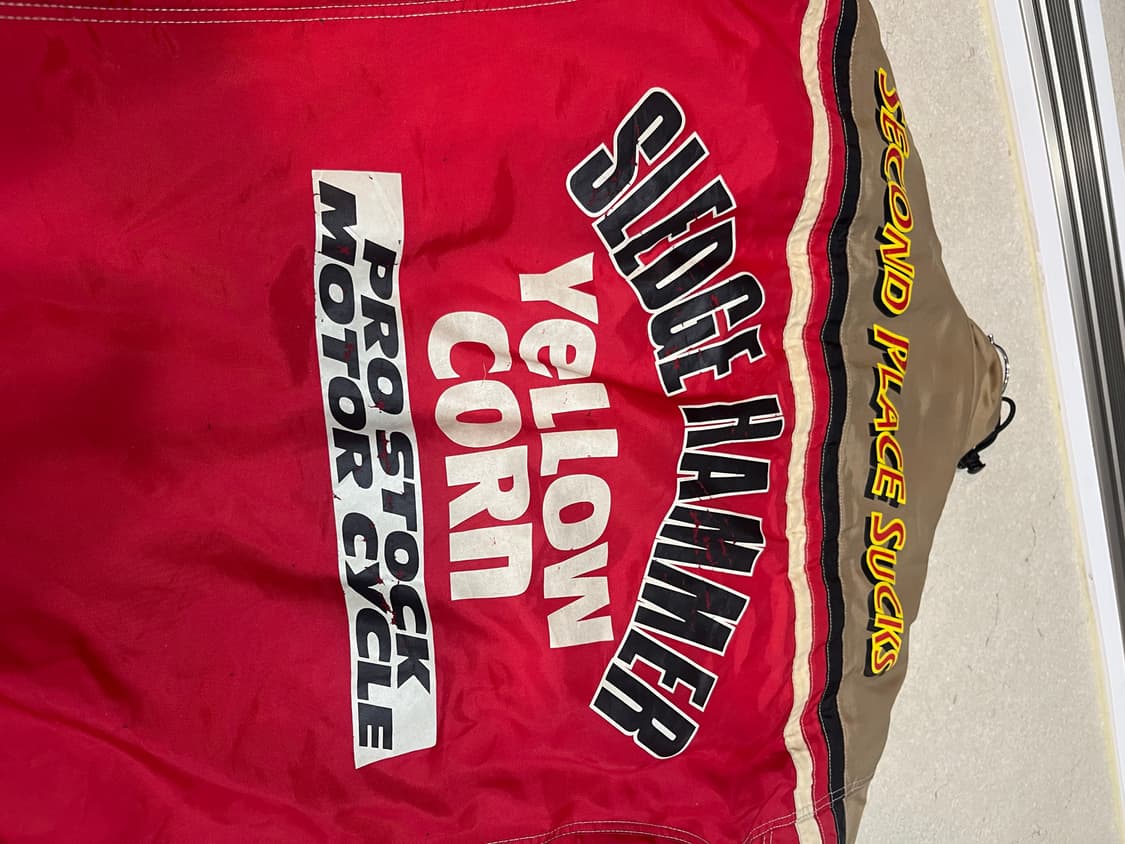 SECOND PLACE SUCKS
SLEDGE HAMMER
YeLLOW
CORn
PRO STOCK
MOTOR CYCLE